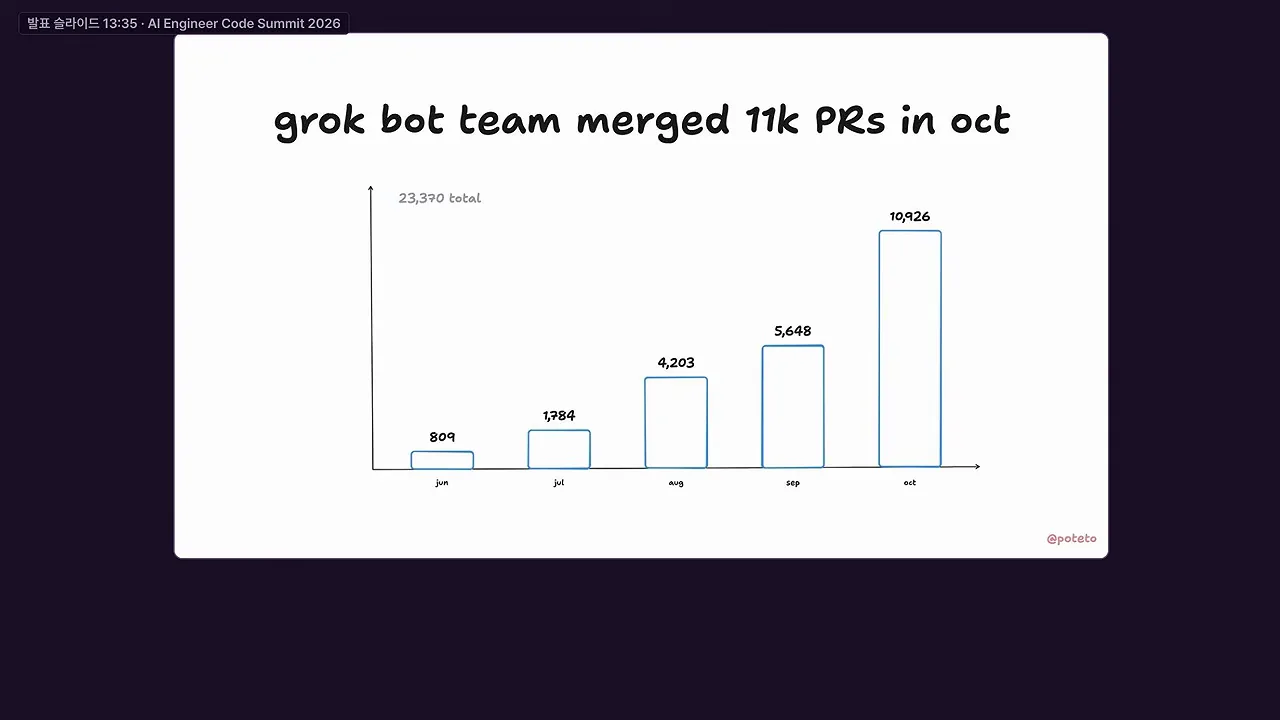 발표 슬라이드 13:35 · AI Engineer Code Summit 2026
grok bot team merged 11k PRs in oct
23,370 total
10,926
5,648
4,203
1,784
809
jun jul aug sep oct
@poteto